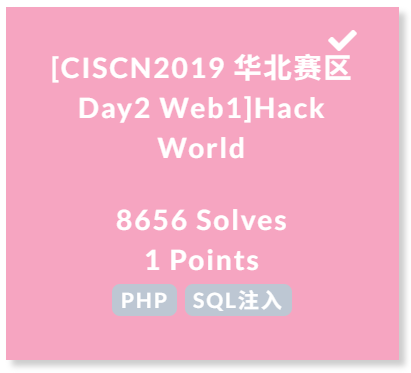 [CISCN2019 华北赛区
Day2 Web1]Hack
World
8656 Solves
1 Points
PHP SQL注入